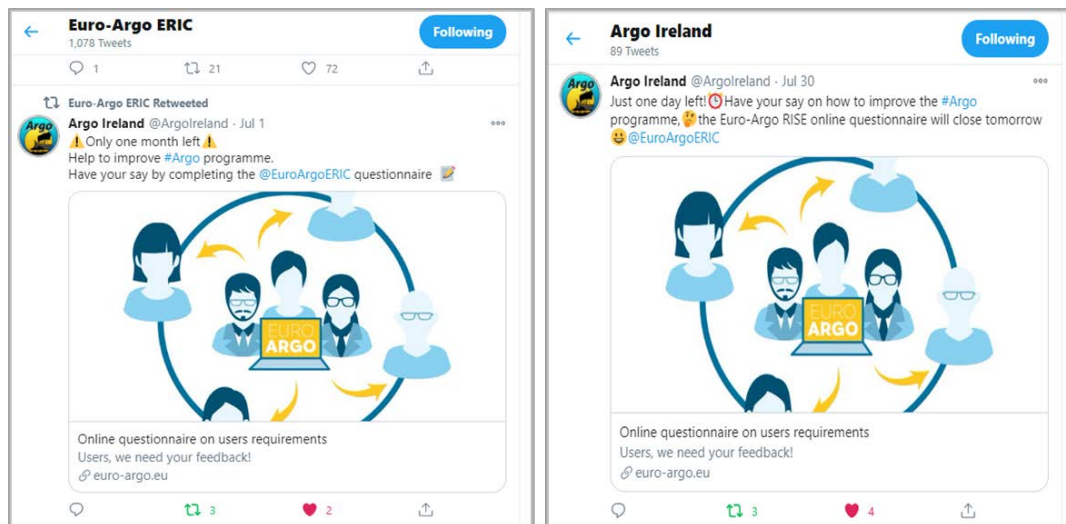 Euro-Argo ERIC
1,078 Tweets
Following
1
21
72
Euro-Argo ERIC Retweeted
Argo
Argo Ireland @ArgoIreland · Jul 1
⚠Only one month left⚠
Help to improve #Argo programme.
Have your say by completing the @EuroArgoERIC questionnaire 📝
EURO
ARGO
Online questionnaire on users requirements
Users, we need your feedback!
euro-argo.eu
3
2
Argo Ireland
89 Tweets
Following
Argo
Argo Ireland @ArgoIreland · Jul 30
Just one day left!⏰Have your say on how to improve the #Argo
programme,🤔the Euro-Argo RISE online questionnaire will close tomorrow
😃@EuroArgoERIC
EURO
ARGO
Online questionnaire on users requirements
Users, we need your feedback!
euro-argo.eu
3
4